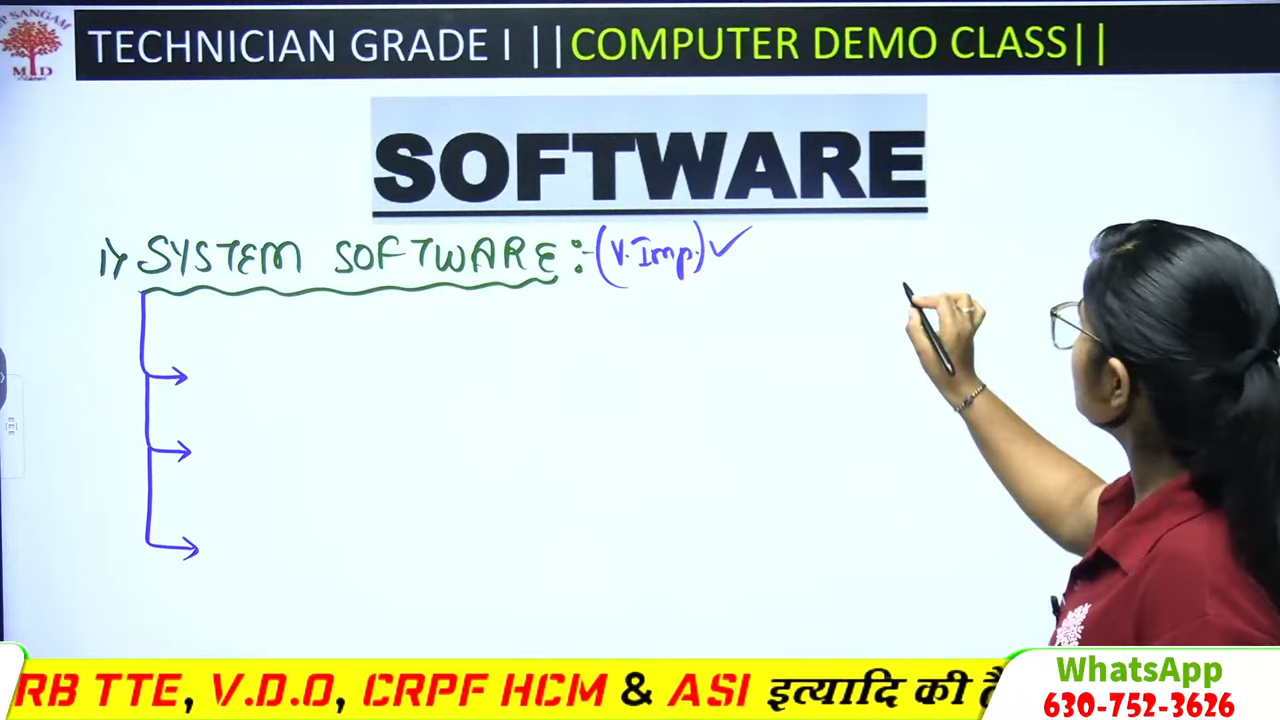 P SANGAM
M D
TECHNICIAN GRADE I ||COMPUTER DEMO CLASS||
SOFTWARE
1) SYSTEM SOFTWARE :- (V. Imp.) ✓
RB TTE, V.D.O, CRPF HCM & ASI इत्यादि की
WhatsApp
630-752-3626